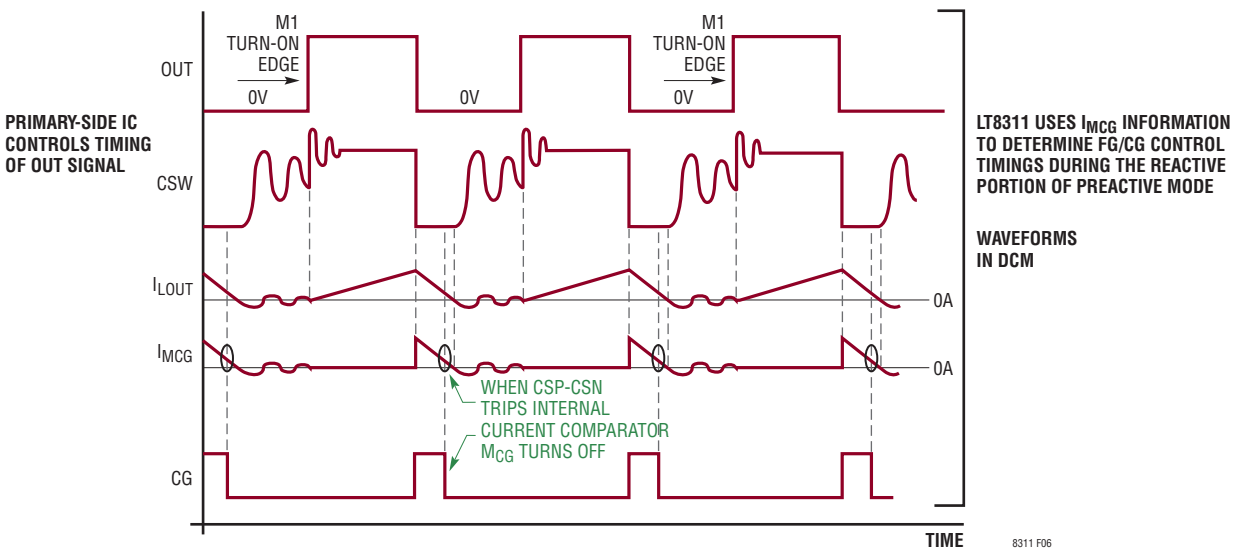 M1
TURN-ON
EDGE
M1
TURN-ON
EDGE
OUT
0V
0V
0V
PRIMARY-SIDE IC
CONTROLS TIMING
OF OUT SIGNAL
LT8311 USES IMCG INFORMATION
TO DETERMINE FG/CG CONTROL
TIMINGS DURING THE REACTIVE
PORTION OF PREACTIVE MODE
CSW
WAVEFORMS
IN DCM
ILOUT
0A
IMCG
0A
WHEN CSP-CSN
TRIPS INTERNAL
CURRENT COMPARATOR
MCG TURNS OFF
CG
TIME
8311 F06